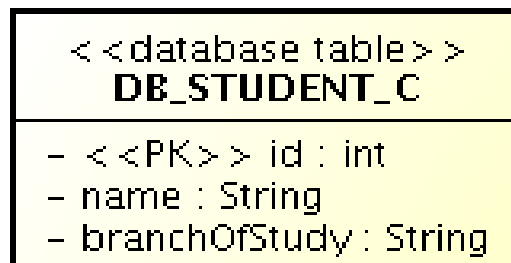 < <database table> >
DB_STUDENT_C
– < <PK> > id : int
– name : String
– branchOfStudy : String